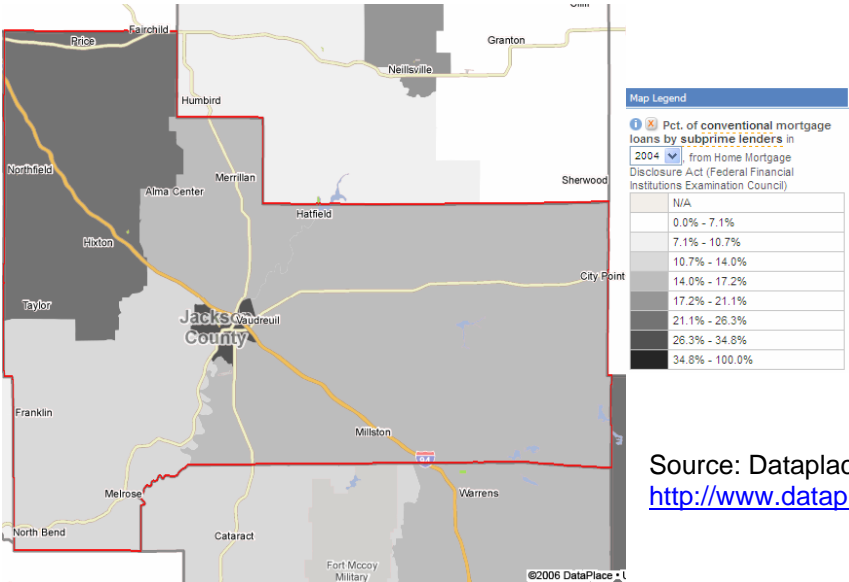 Fairchild
Price
Granton
Neillsville
Humbird
Northfield
Merrillan
Alma Center
Sherwood
Hatfield
Hixton
City Point
Taylor
Jackson
Vaudreuil
County
Franklin
Millston
94
Melrose
Warrens
North Bend
Cataract
Fort Mccoy
Military
©2006 DataPlace •
Map Legend
Pct. of conventional mortgage
loans by subprime lenders in
2004 , from Home Mortgage
Disclosure Act (Federal Financial
Institutions Examination Council)
N/A
0.0% - 7.1%
7.1% - 10.7%
10.7% - 14.0%
14.0% - 17.2%
17.2% - 21.1%
21.1% - 26.3%
26.3% - 34.8%
34.8% - 100.0%
Source: Dataplac
http://www.datap